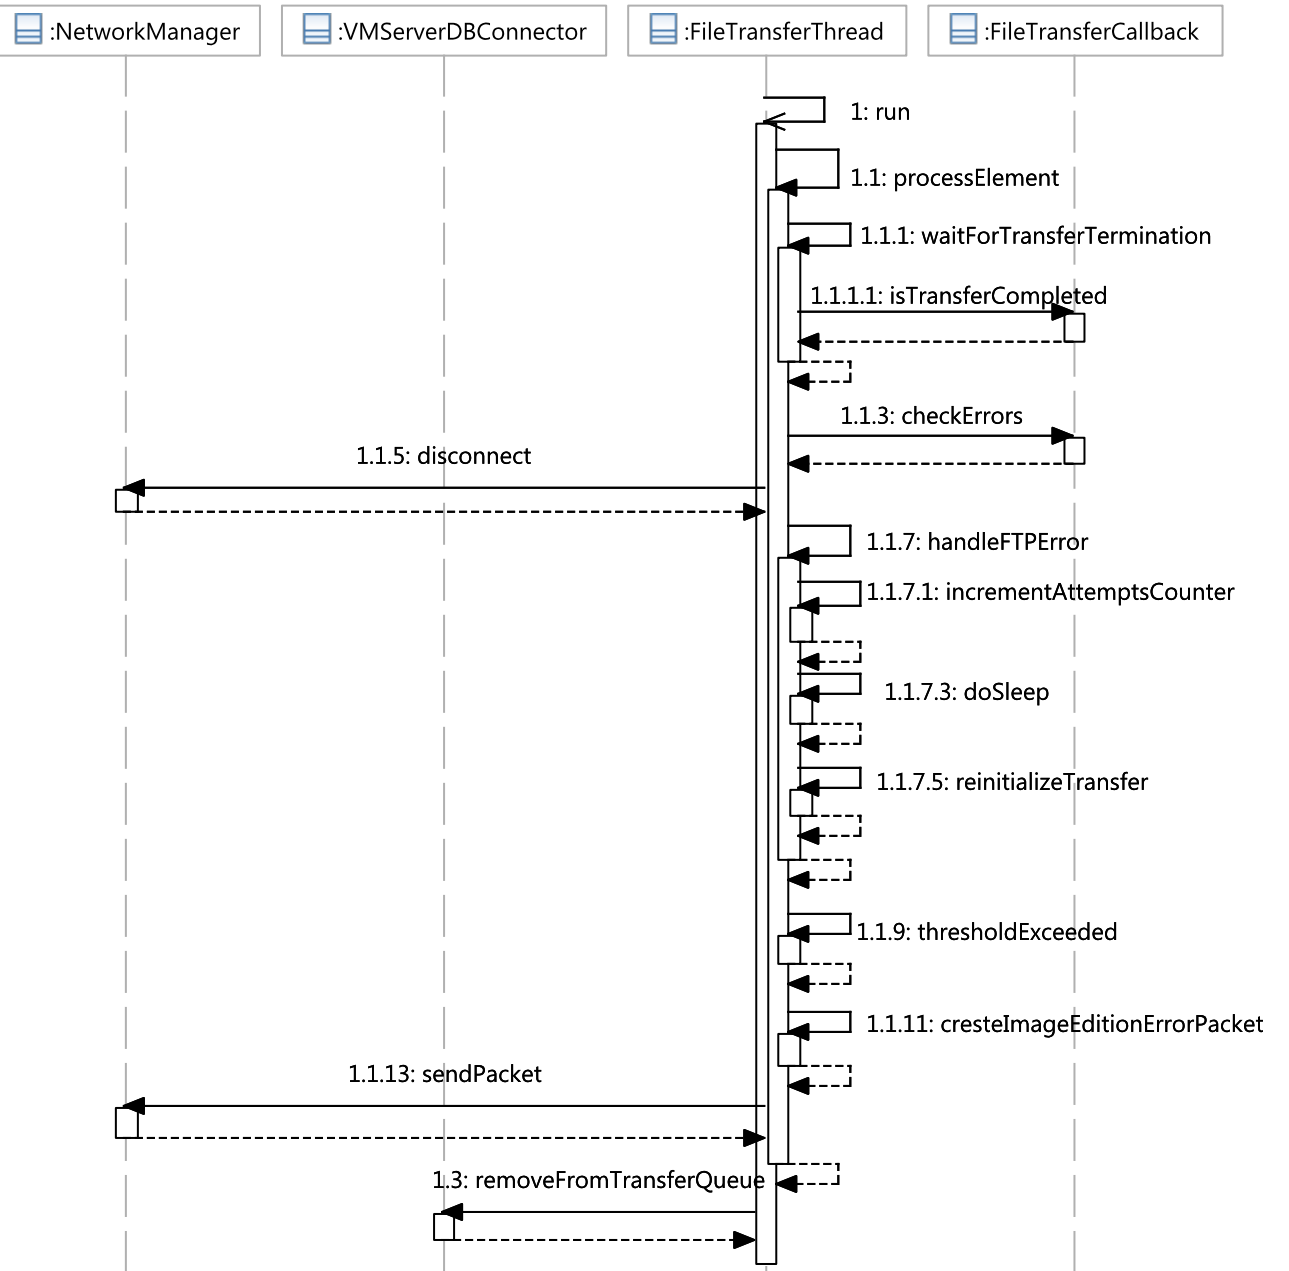 :NetworkManager
:VMServerDBConnector
:FileTransferThread
:FileTransferCallback
1: run
1.1: processElement
1.1.1: waitForTransferTermination
1.1.1.1: isTransferCompleted
1.1.3: checkErrors
1.1.5: disconnect
1.1.7: handleFTPError
1.1.7.1: incrementAttemptsCounter
1.1.7.3: doSleep
1.1.7.5: reinitializeTransfer
1.1.9: thresholdExceeded
1.1.11: cresteImageEditionErrorPacket
1.1.13: sendPacket
1.3: removeFromTransferQueue